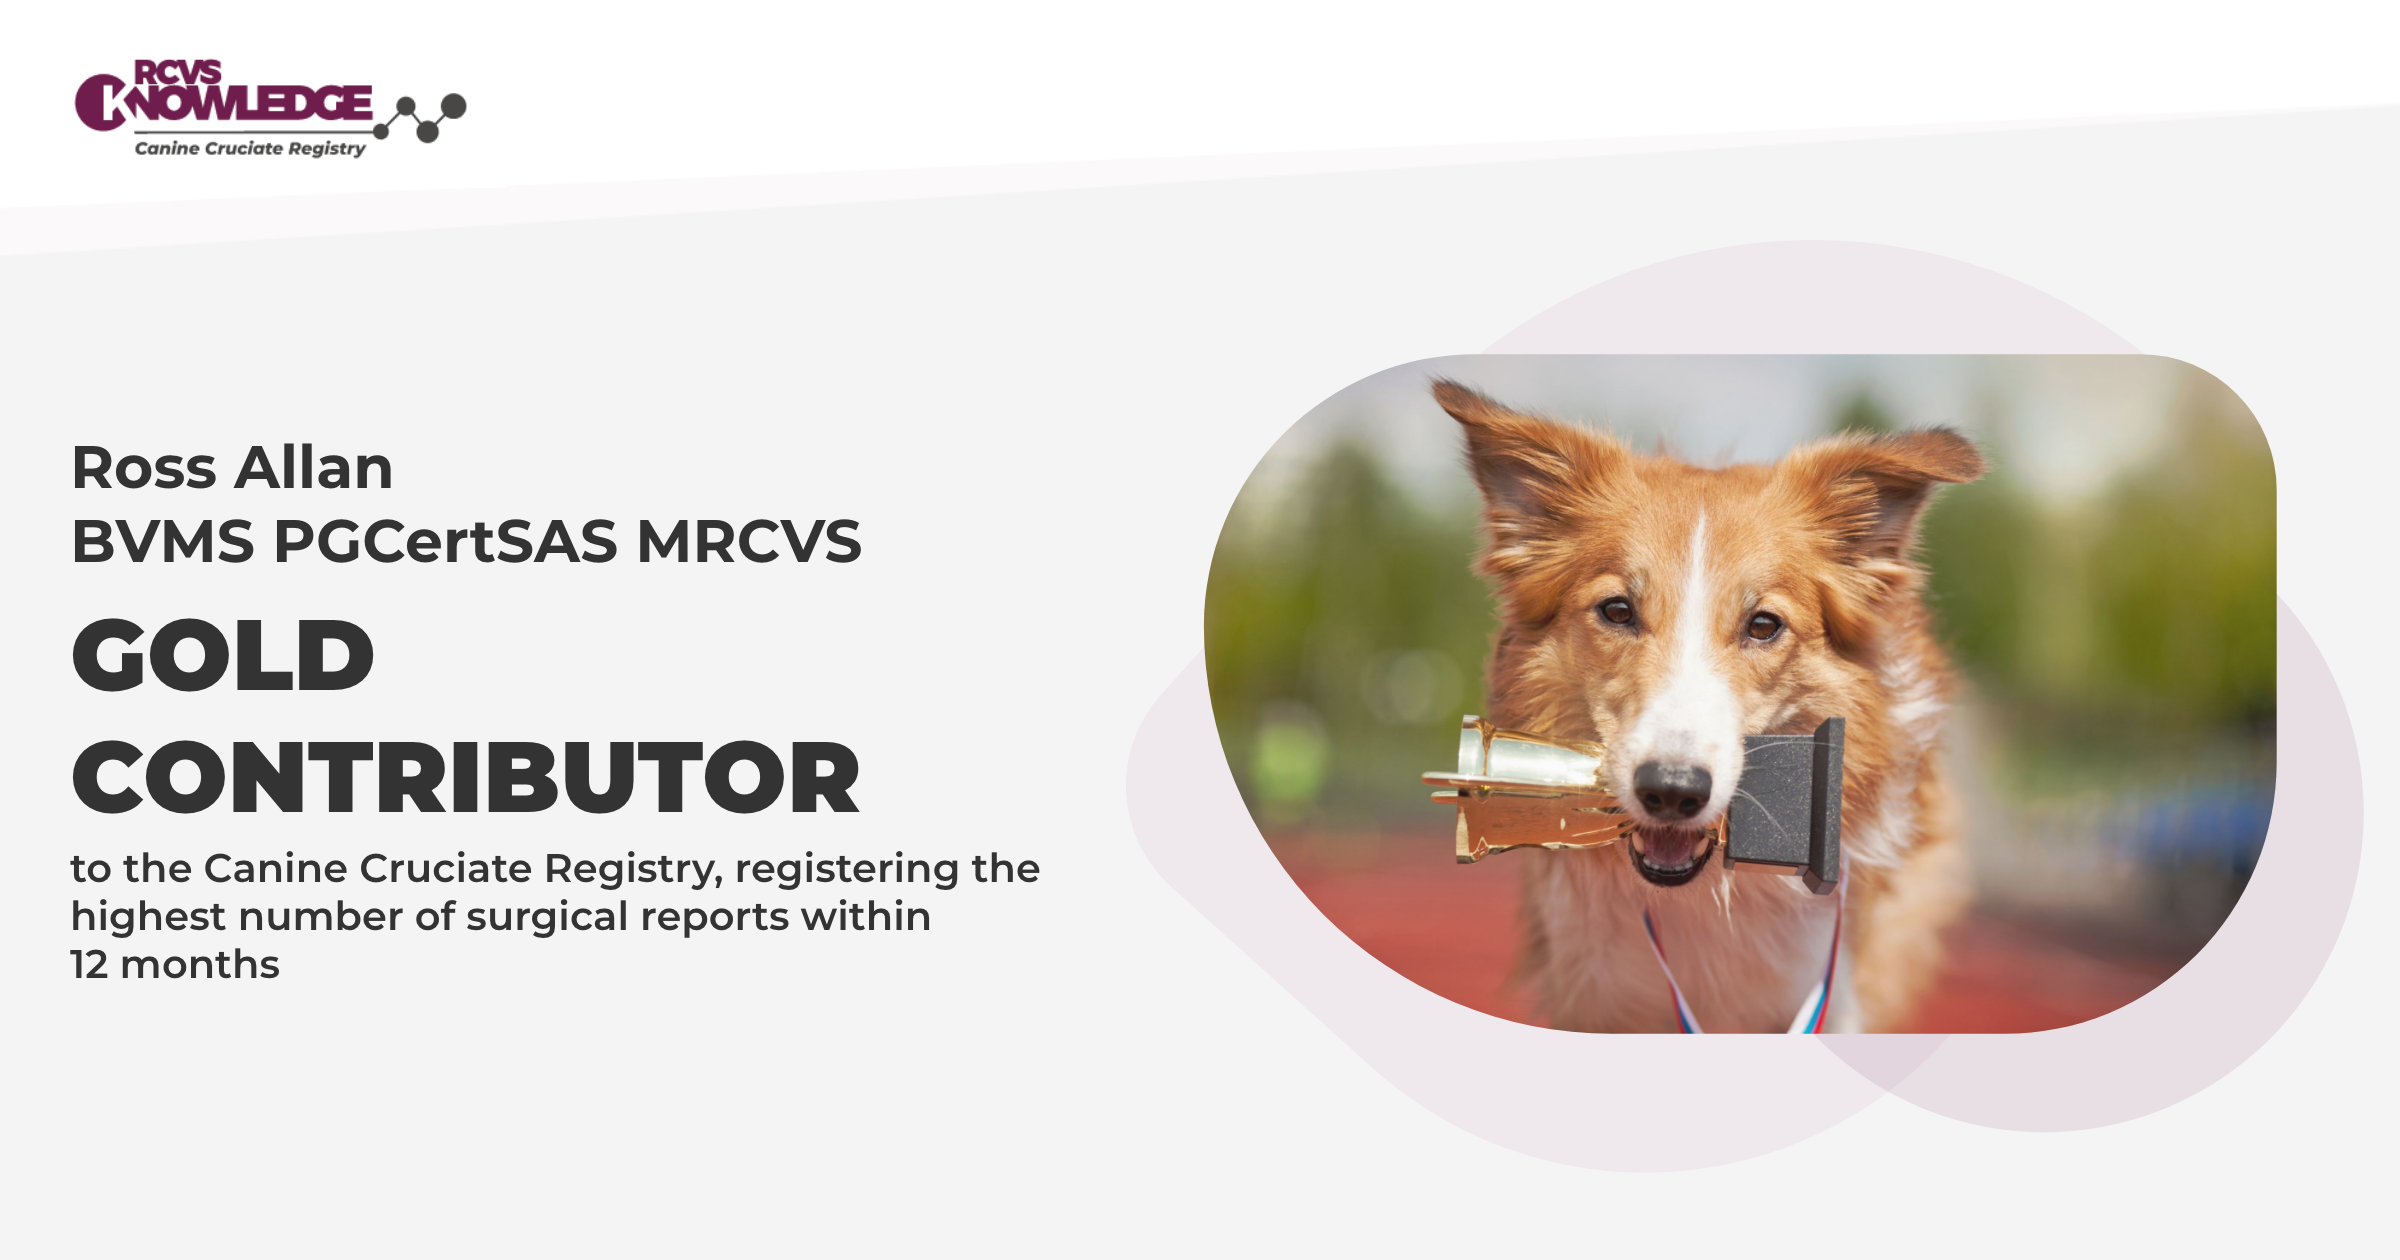 RCVS
KNOWLEDGE
Canine Cruciate Registry
Ross Allan
BVMS PGCertSAS MRCVS
GOLD
CONTRIBUTOR
to the Canine Cruciate Registry, registering the
highest number of surgical reports within
12 months